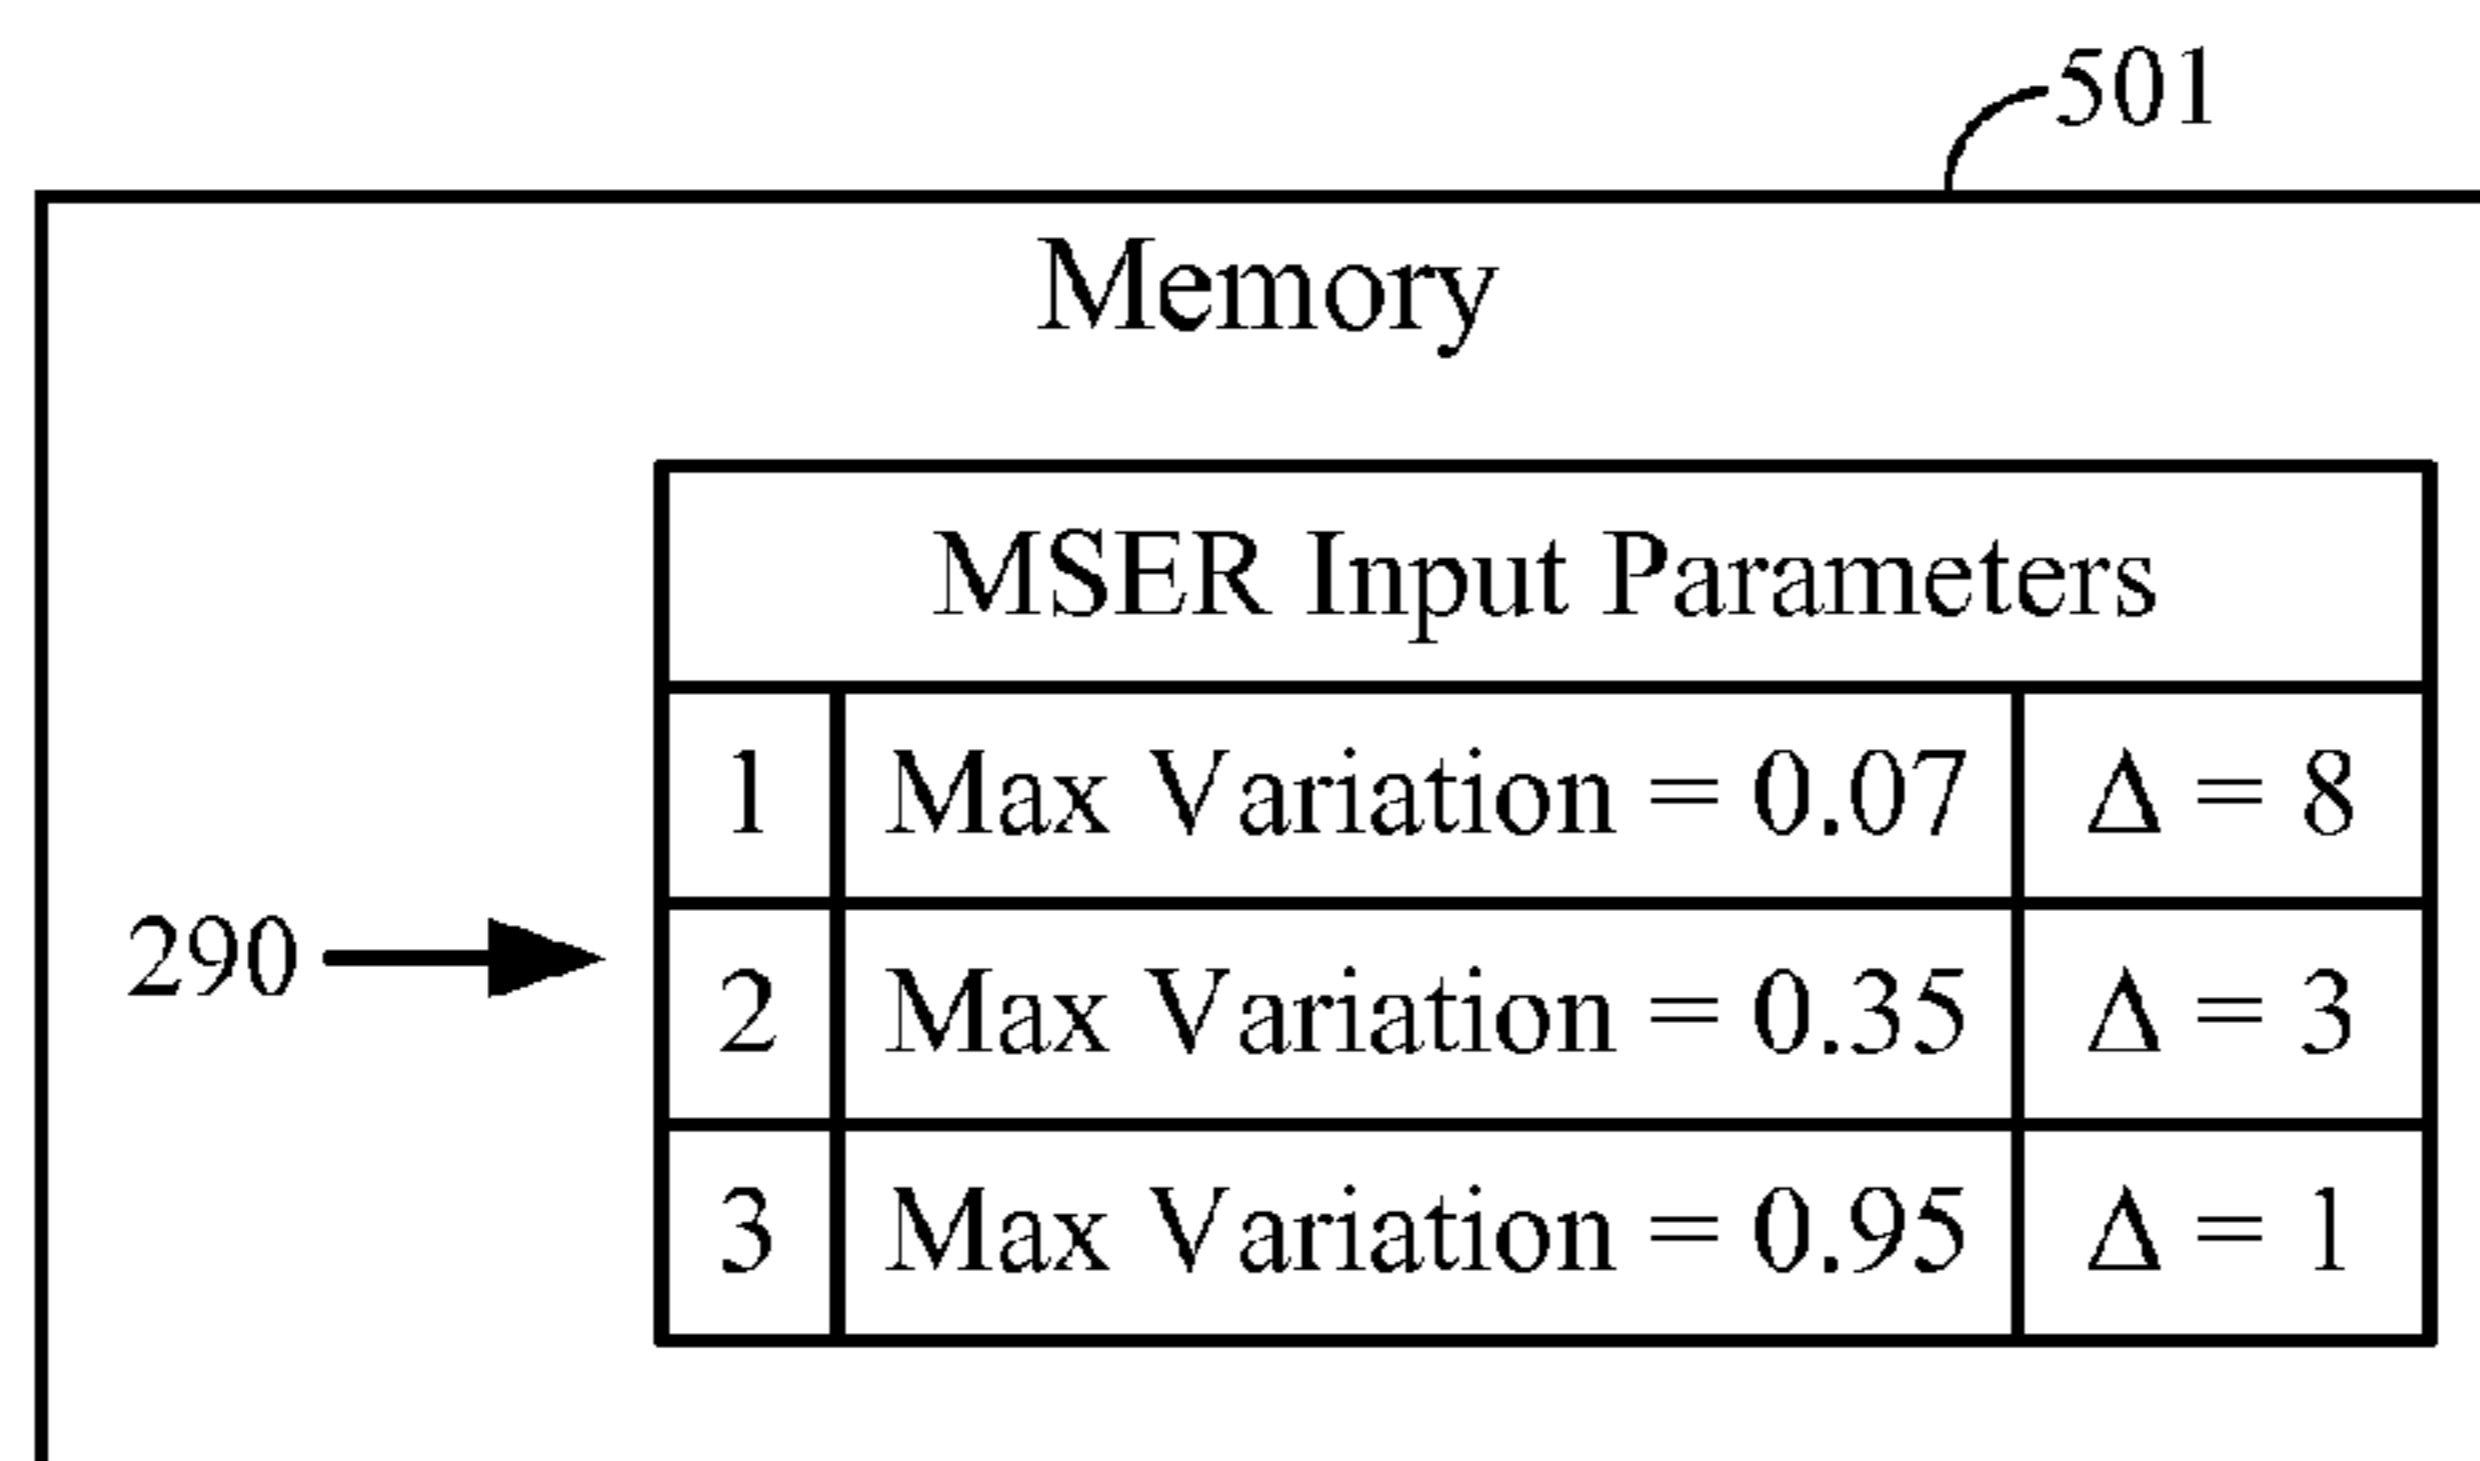 501
Memory
MSER Input Parameters
1 Max Variation = 0.07 Δ = 8
290
2 Max Variation = 0.35 Δ = 3
3 Max Variation = 0.95 Δ = 1